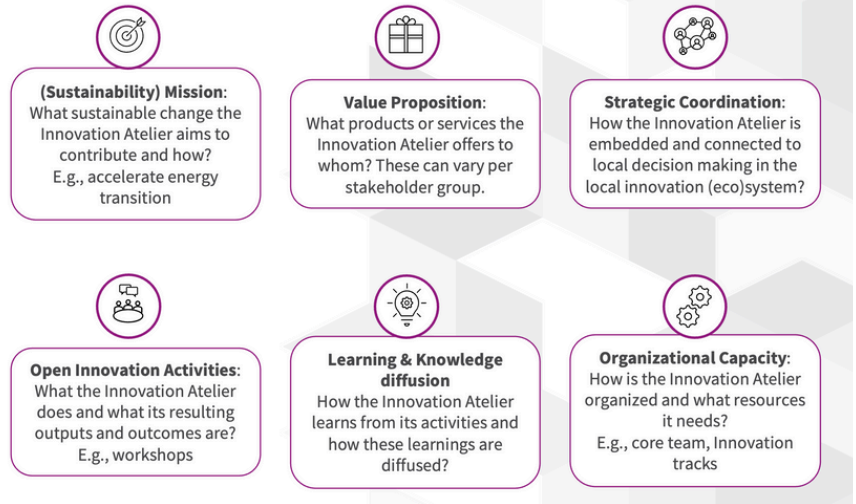 (Sustainability) Mission:
What sustainable change the
Innovation Atelier aims to
contribute and how?
E.g., accelerate energy
transition
Value Proposition:
What products or services the
Innovation Atelier offers to
whom? These can vary per
stakeholder group.
Strategic Coordination:
How the Innovation Atelier is
embedded and connected to
local decision making in the
local innovation (eco)system?
Open Innovation Activities:
What the Innovation Atelier
does and what its resulting
outputs and outcomes are?
E.g., workshops
Learning & Knowledge
diffusion
How the Innovation Atelier
learns from its activities and
how these learnings are
diffused?
Organizational Capacity:
How is the Innovation Atelier
organized and what resources
it needs?
E.g., core team, Innovation
tracks